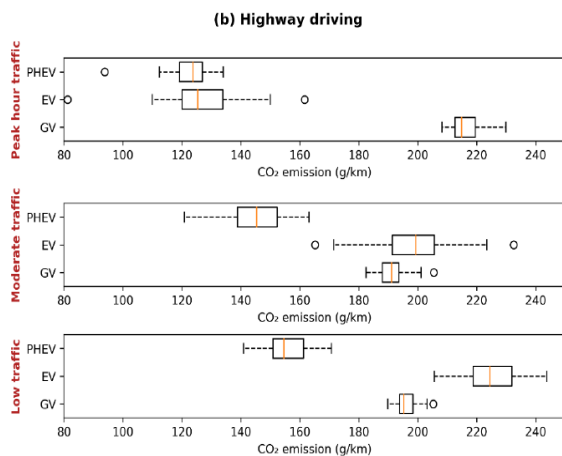 (b) Highway driving
Peak hour traffic
PHEV
EV
GV
80 100 120 140 160 180 200 220 240
CO₂ emission (g/km)
Moderate traffic
PHEV
EV
GV
80 100 120 140 160 180 200 220 240
CO₂ emission (g/km)
Low traffic
PHEV
EV
GV
80 100 120 140 160 180 200 220 240
CO₂ emission (g/km)